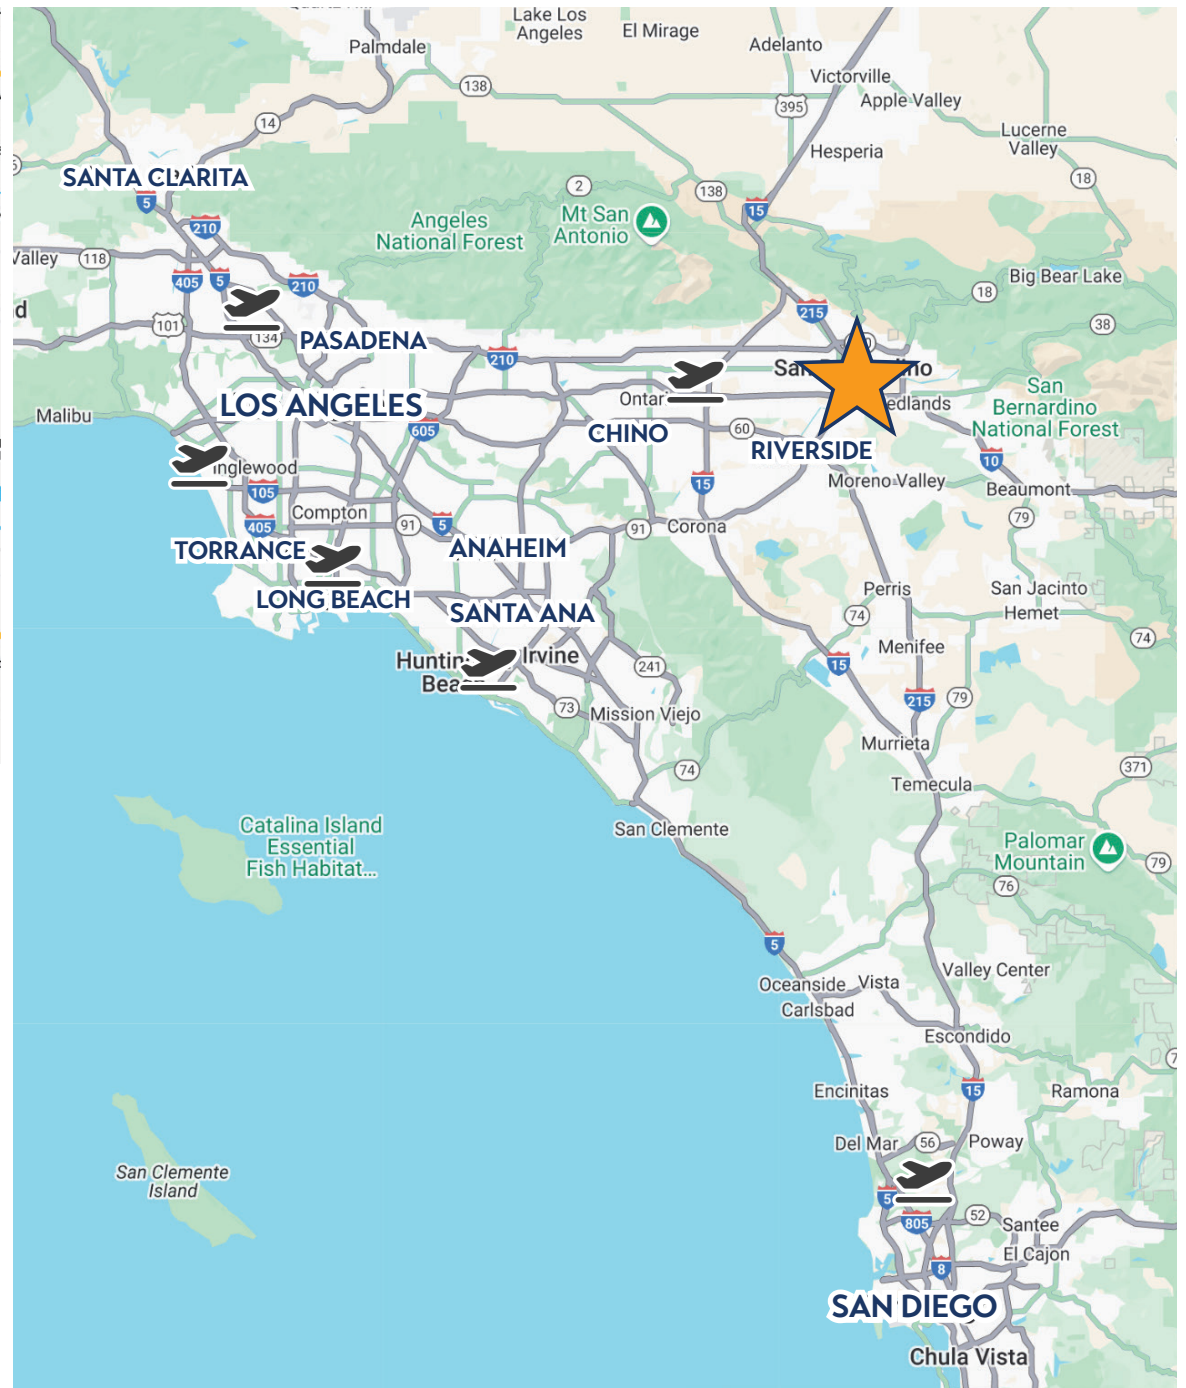 Lake Los
Angeles
El Mirage
Palmdale
Adelanto
138
Victorville
395
Apple Valley
14
Lucerne
Valley
Hesperia
SANTA CLARITA
2
138
18
5
15
210
Angeles
National Forest
Mt San
Antonio
Valley
118
405
5
210
Big Bear Lake
18
215
101
134
38
PASADENA
210
San
Ontar
San
Bernardino
National Forest
Malibu
LOS ANGELES
605
CHINO
60
RIVERSIDE
10
Inglewood
105
15
Moreno Valley
Beaumont
405
Compton
91
5
91
Corona
79
TORRANCE
ANAHEIM
LONG BEACH
SANTA ANA
Perris
San Jacinto
Hemet
74
74
Irvine
241
15
Menifee
215
79
73
Mission Viejo
Murrieta
74
371
Temecula
San Clemente
Catalina Island
Essential
Fish Habitat...
Palomar
Mountain
79
76
5
Oceanside
Vista
Valley Center
Carlsbad
Escondido
Encinitas
15
Ramona
Del Mar
56
Poway
San Clemente
Island
5
805
52
Santee
El Cajon
8
SAN DIEGO
Chula Vista